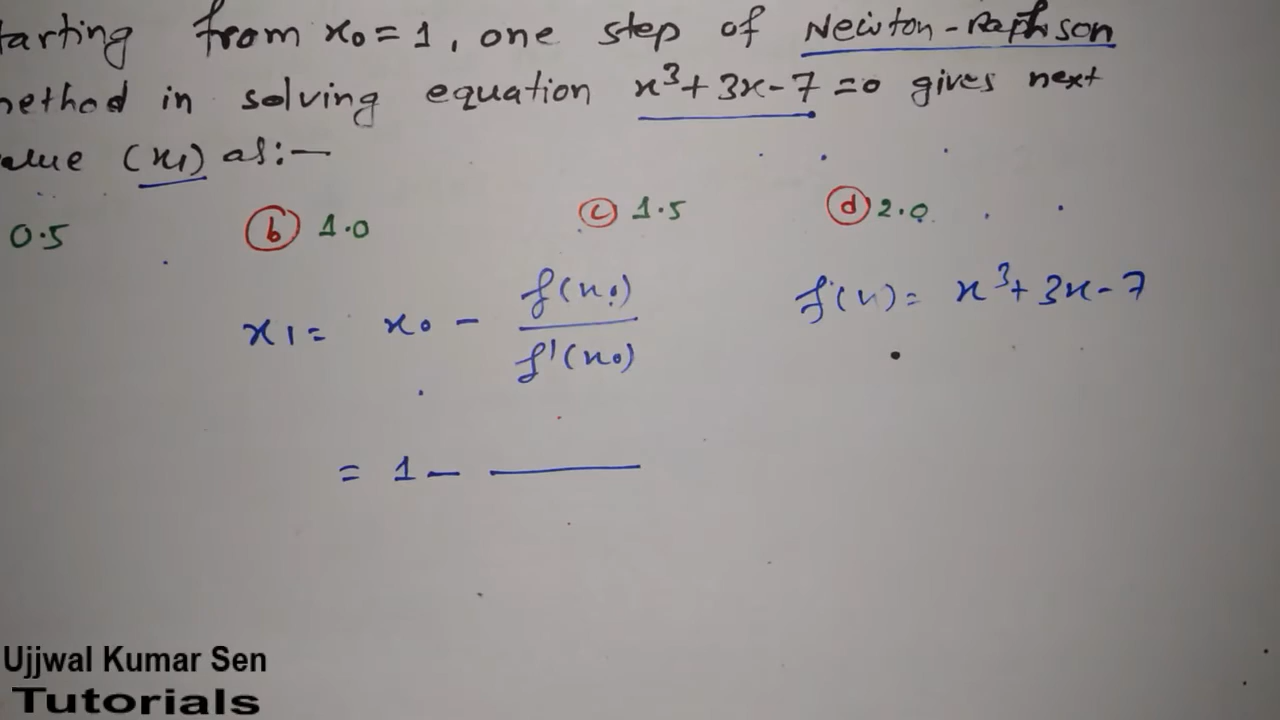 tarting from x₀ = 1, one step of Newton-Raphson
nethod in solving equation x³ + 3x - 7 = 0 gives next
alue (x₁) as:-
0.5 (b) 1.0 (c) 1.5 (d) 2.0
x₁ = x₀ - f(x₀)/f'(x₀) f(x) = x³ + 3x - 7
= 1 -
Ujjwal Kumar Sen
Tutorials